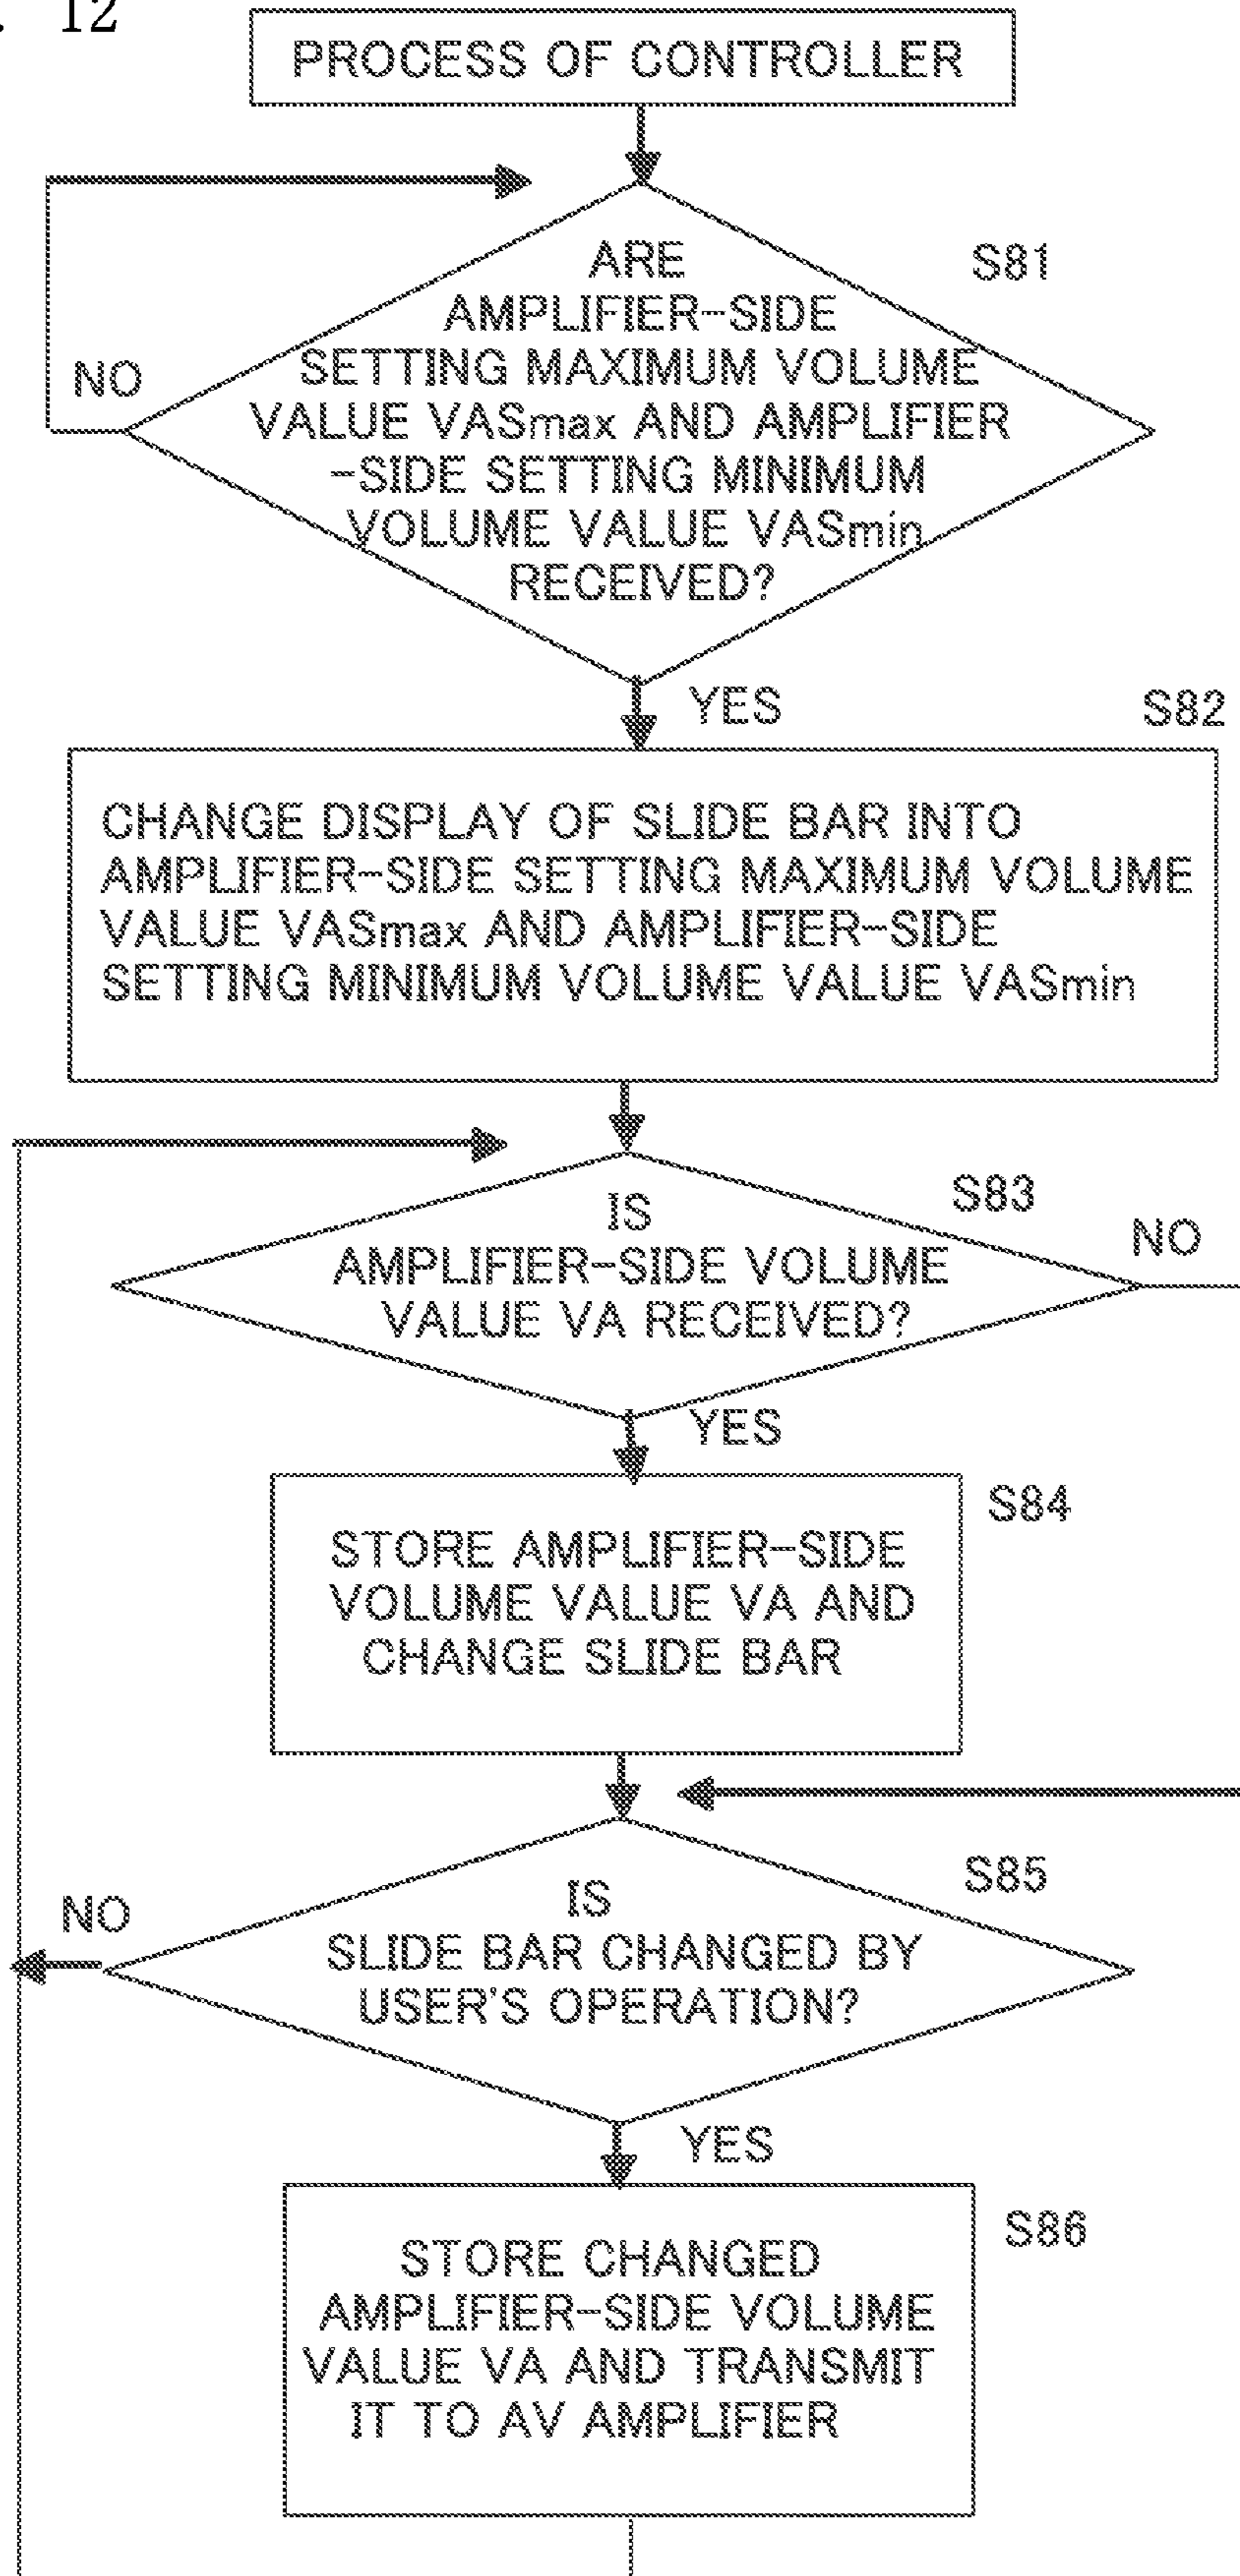 . 12
PROCESS OF CONTROLLER
ARE
AMPLIFIER-SIDE
SETTING MAXIMUM VOLUME
VALUE VASmax AND AMPLIFIER
-SIDE SETTING MINIMUM
VOLUME VALUE VASmin
RECEIVED?
S81
NO
YES
S82
CHANGE DISPLAY OF SLIDE BAR INTO
AMPLIFIER-SIDE SETTING MAXIMUM VOLUME
VALUE VASmax AND AMPLIFIER-SIDE
SETTING MINIMUM VOLUME VALUE VASmin
S83
IS
AMPLIFIER-SIDE VOLUME
VALUE VA RECEIVED?
NO
YES
S84
STORE AMPLIFIER-SIDE
VOLUME VALUE VA AND
CHANGE SLIDE BAR
S85
IS
SLIDE BAR CHANGED BY
USER'S OPERATION?
NO
YES
S86
STORE CHANGED
AMPLIFIER-SIDE VOLUME
VALUE VA AND TRANSMIT
IT TO AV AMPLIFIER